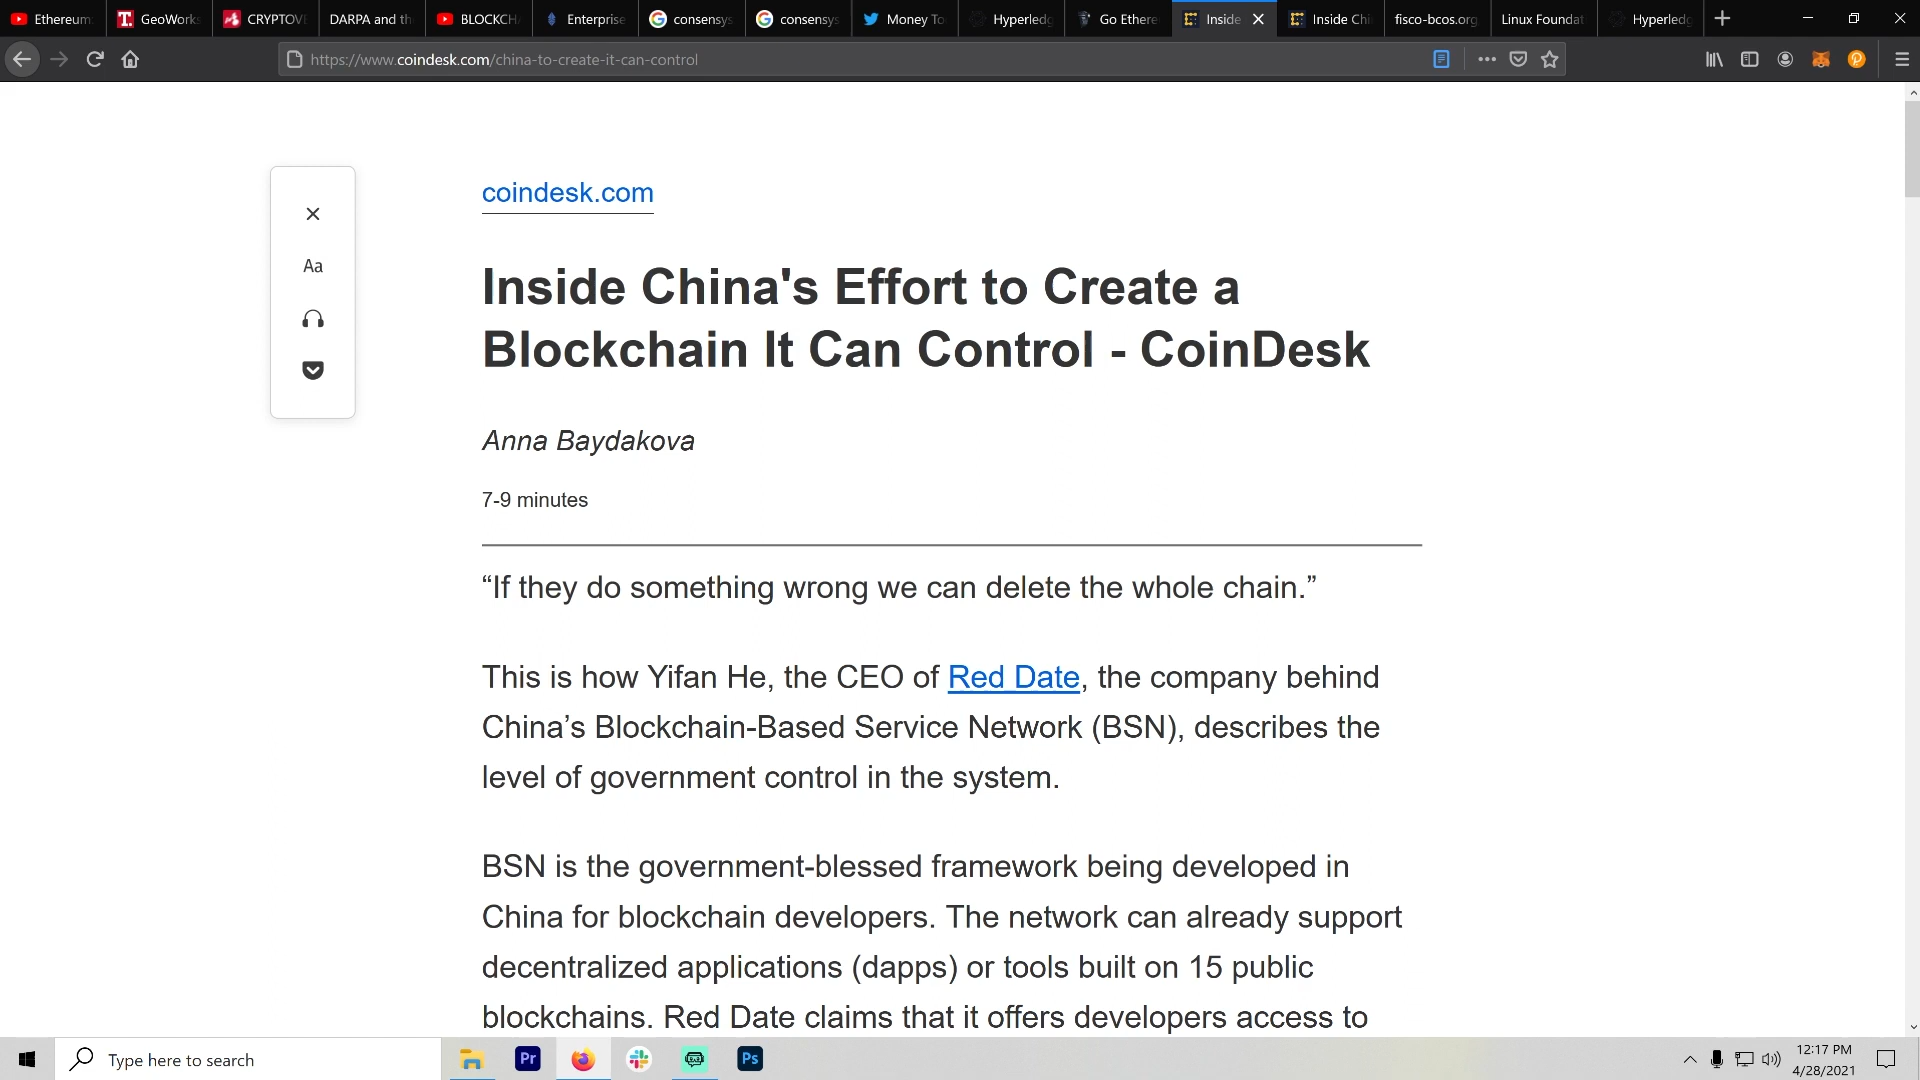 Ethereum
GeoWorks
CRYPTOVE
DARPA and th
BLOCKCHA
Enterprise
consensys
consensys
Money To
Hyperledg
Go Ethere
Inside
Inside Chi
fisco-bcos.org
Linux Foundat
Hyperledg
https://www.coindesk.com/china-to-create-it-can-control
coindesk.com
Aa
Inside China's Effort to Create a
Blockchain It Can Control - CoinDesk
Anna Baydakova
7-9 minutes
“If they do something wrong we can delete the whole chain.”
This is how Yifan He, the CEO of Red Date, the company behind
China’s Blockchain-Based Service Network (BSN), describes the
level of government control in the system.
BSN is the government-blessed framework being developed in
China for blockchain developers. The network can already support
decentralized applications (dapps) or tools built on 15 public
blockchains. Red Date claims that it offers developers access to
Type here to search
Pr
Ps
12:17 PM
4/28/2021